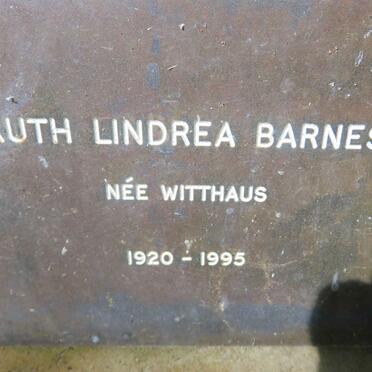 RUTH LINDREA BARNES
NÉE WITTHAUS
1920 - 1995